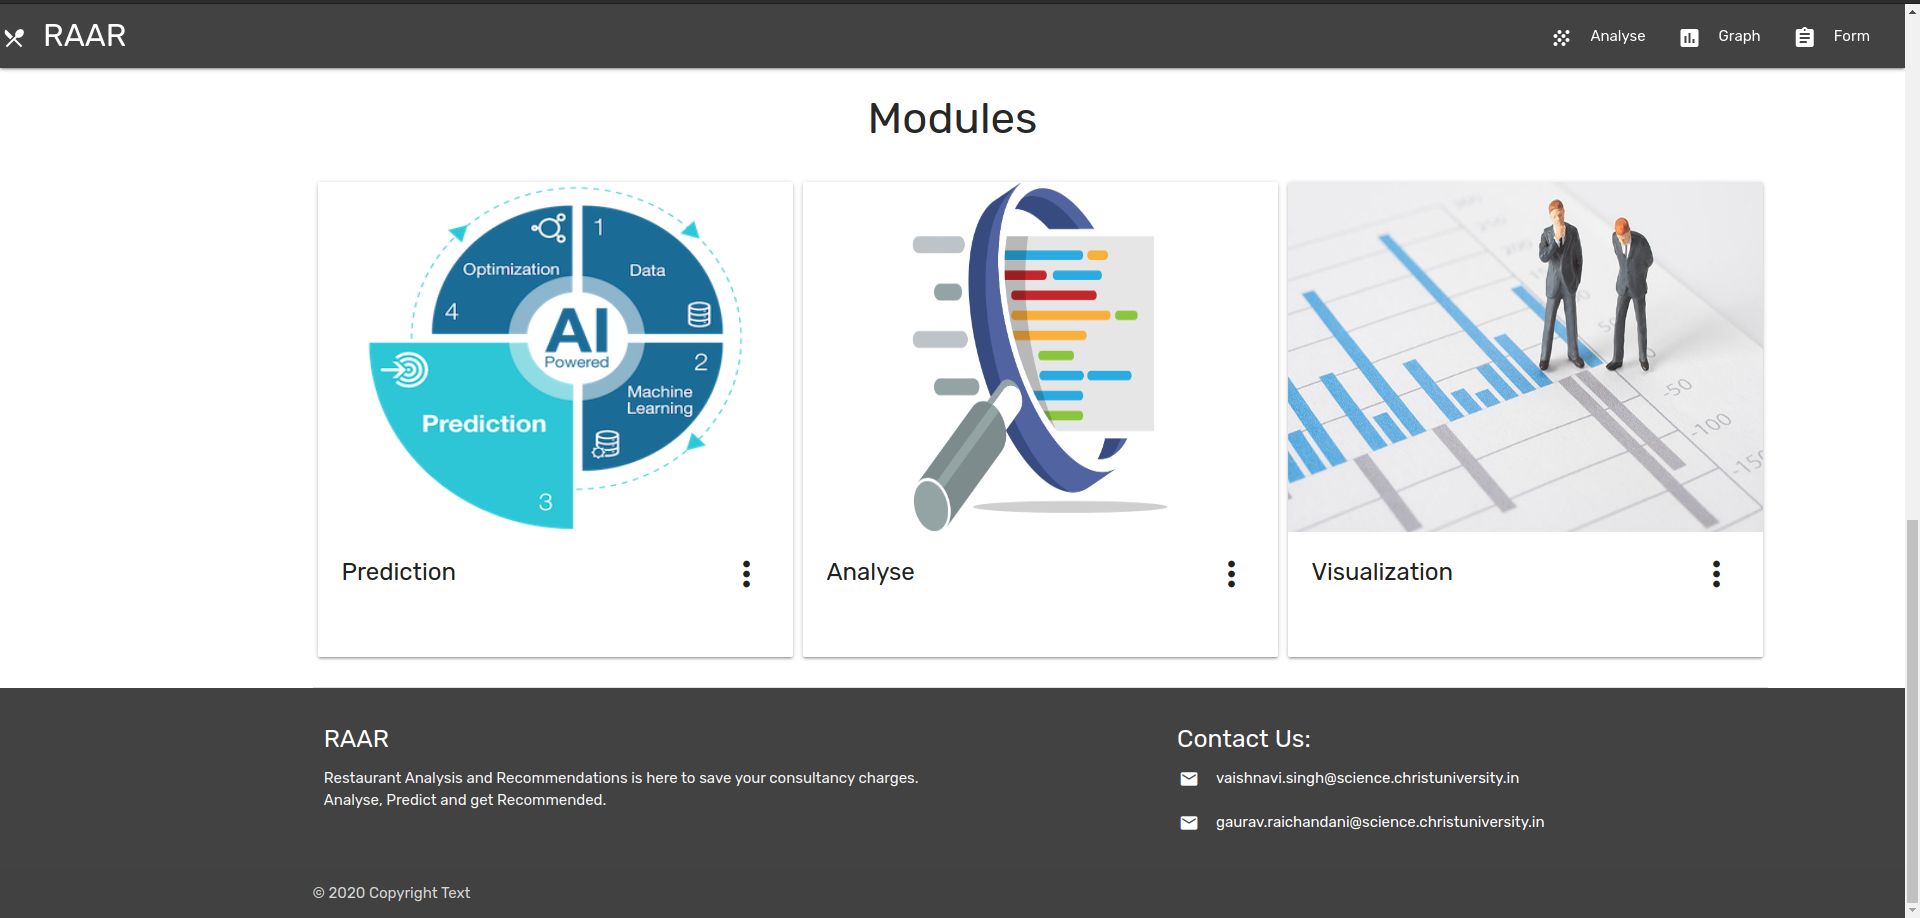 RAAR
Analyse
Graph
Form
Modules
Optimization
4
1
Data
AI
Powered
2
Machine
Learning
Prediction
3
-50
-100
Prediction
Analyse
Visualization
RAAR
Restaurant Analysis and Recommendations is here to save your consultancy charges.
Analyse, Predict and get Recommended.
Contact Us:
vaishnavi.singh@science.christuniversity.in
gaurav.raichandani@science.christuniversity.in
© 2020 Copyright Text